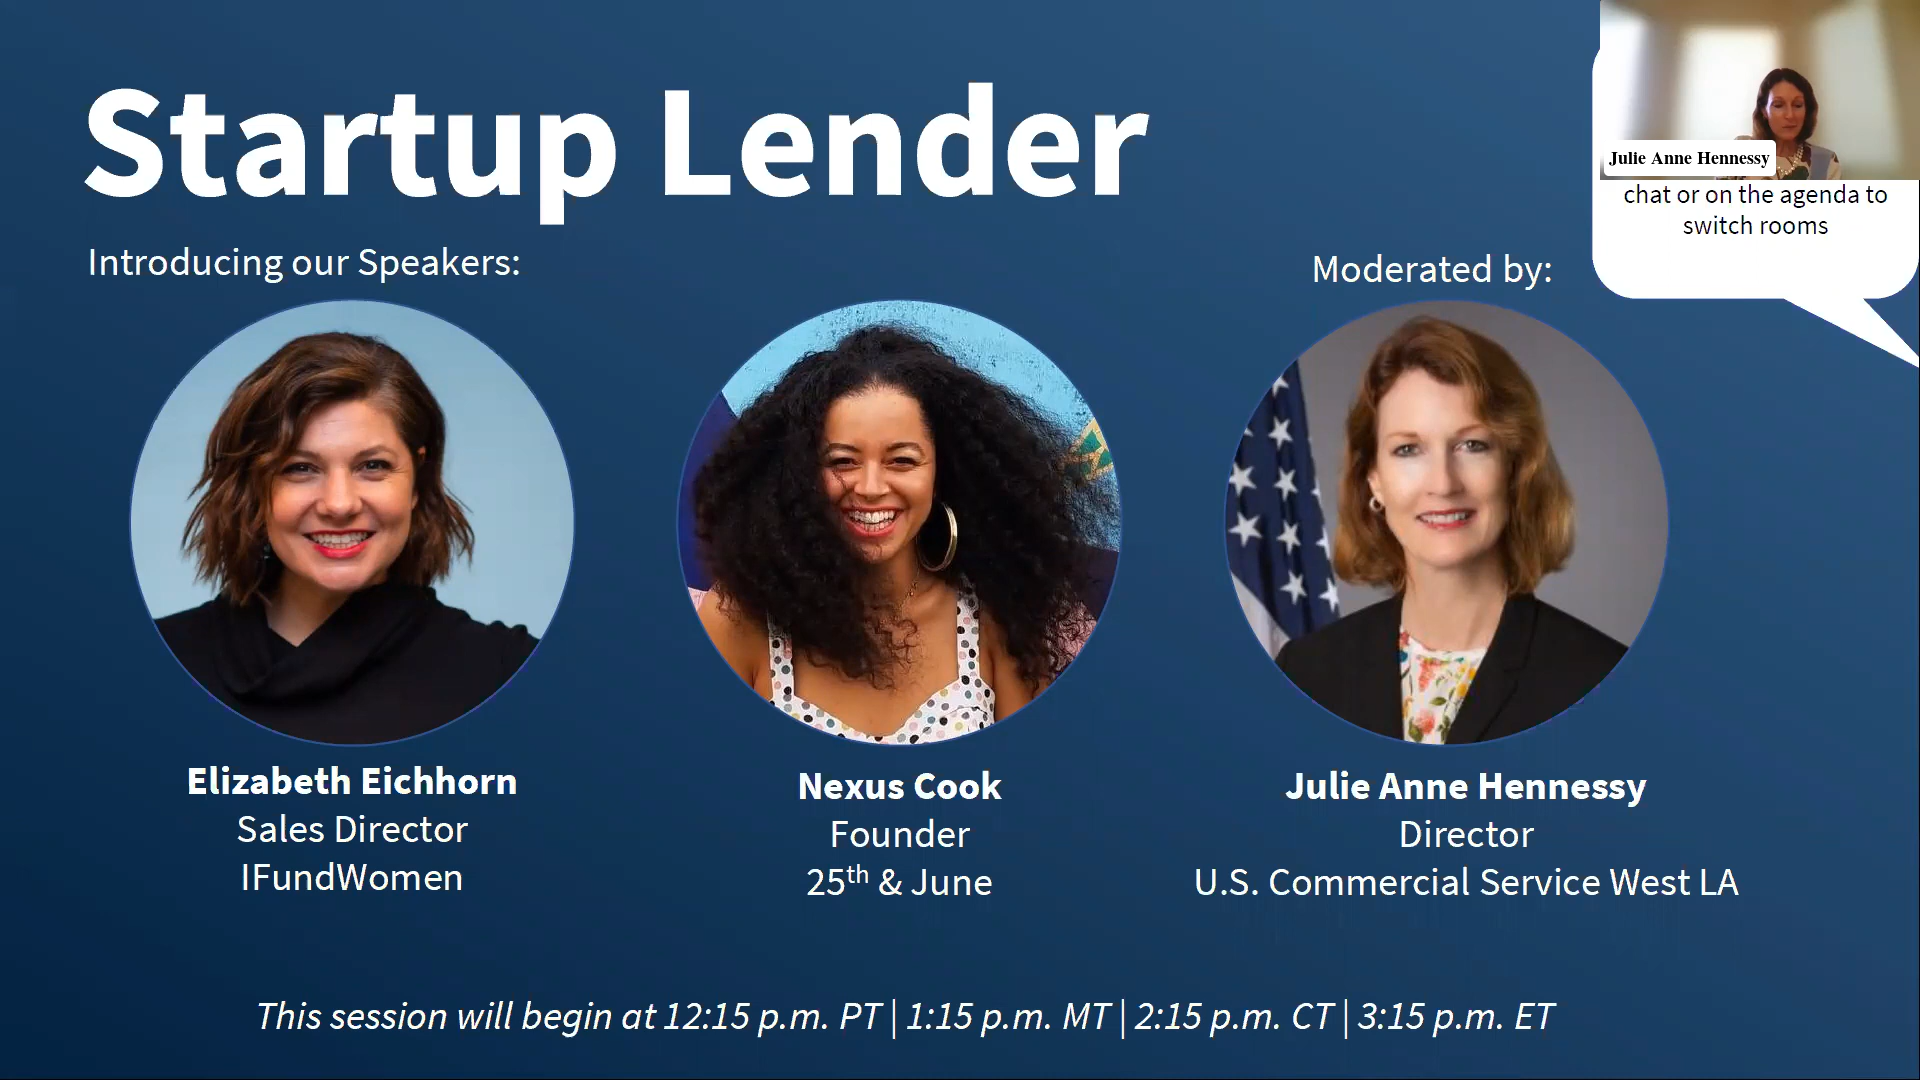 Startup Lender
Introducing our Speakers:
Moderated by:
Julie Anne Hennessy
chat or on the agenda to
switch rooms
Elizabeth Eichhorn
Sales Director
IFundWomen
Nexus Cook
Founder
25th & June
Julie Anne Hennessy
Director
U.S. Commercial Service West LA
This session will begin at 12:15 p.m. PT | 1:15 p.m. MT | 2:15 p.m. CT | 3:15 p.m. ET